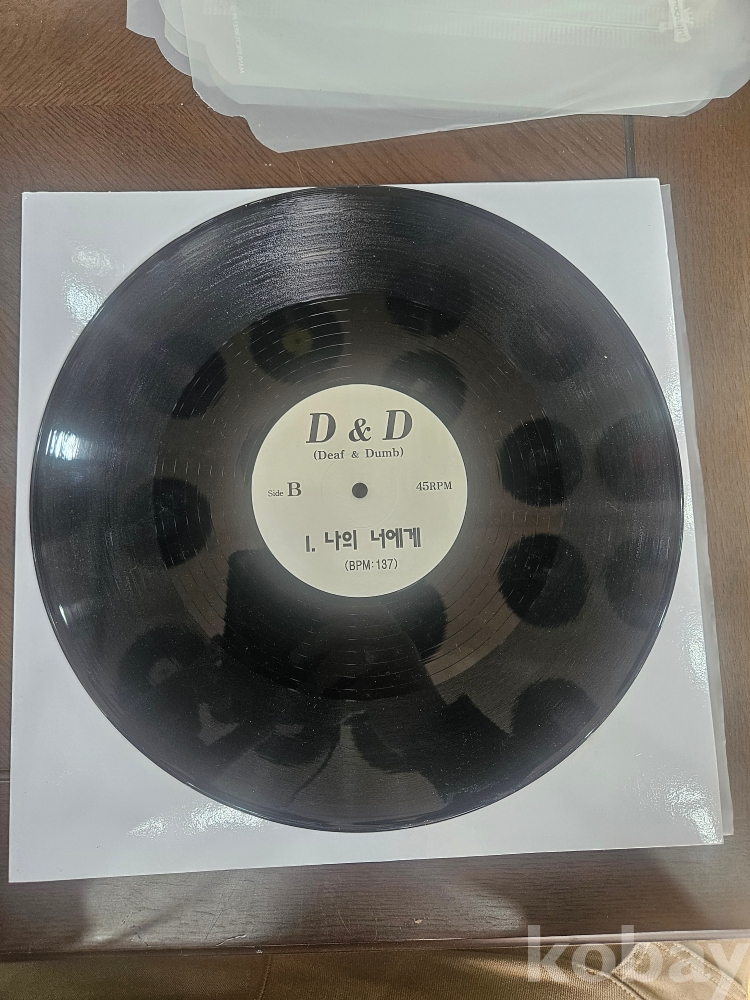 D & D
(Deaf & Dumb)
Side B
45RPM
1. 나의 너에게
(BPM:137)
kobay